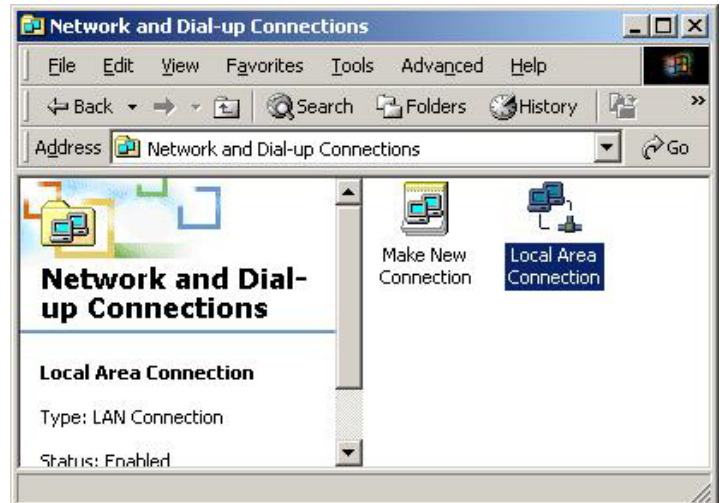 Network and Dial-up Connections
File Edit View Favorites Tools Advanced Help
Back Search Folders History »
Address Network and Dial-up Connections Go
Network and Dial-
up Connections
Local Area Connection
Type: LAN Connection
Status: Enabled
Make New
Connection
Local Area
Connection